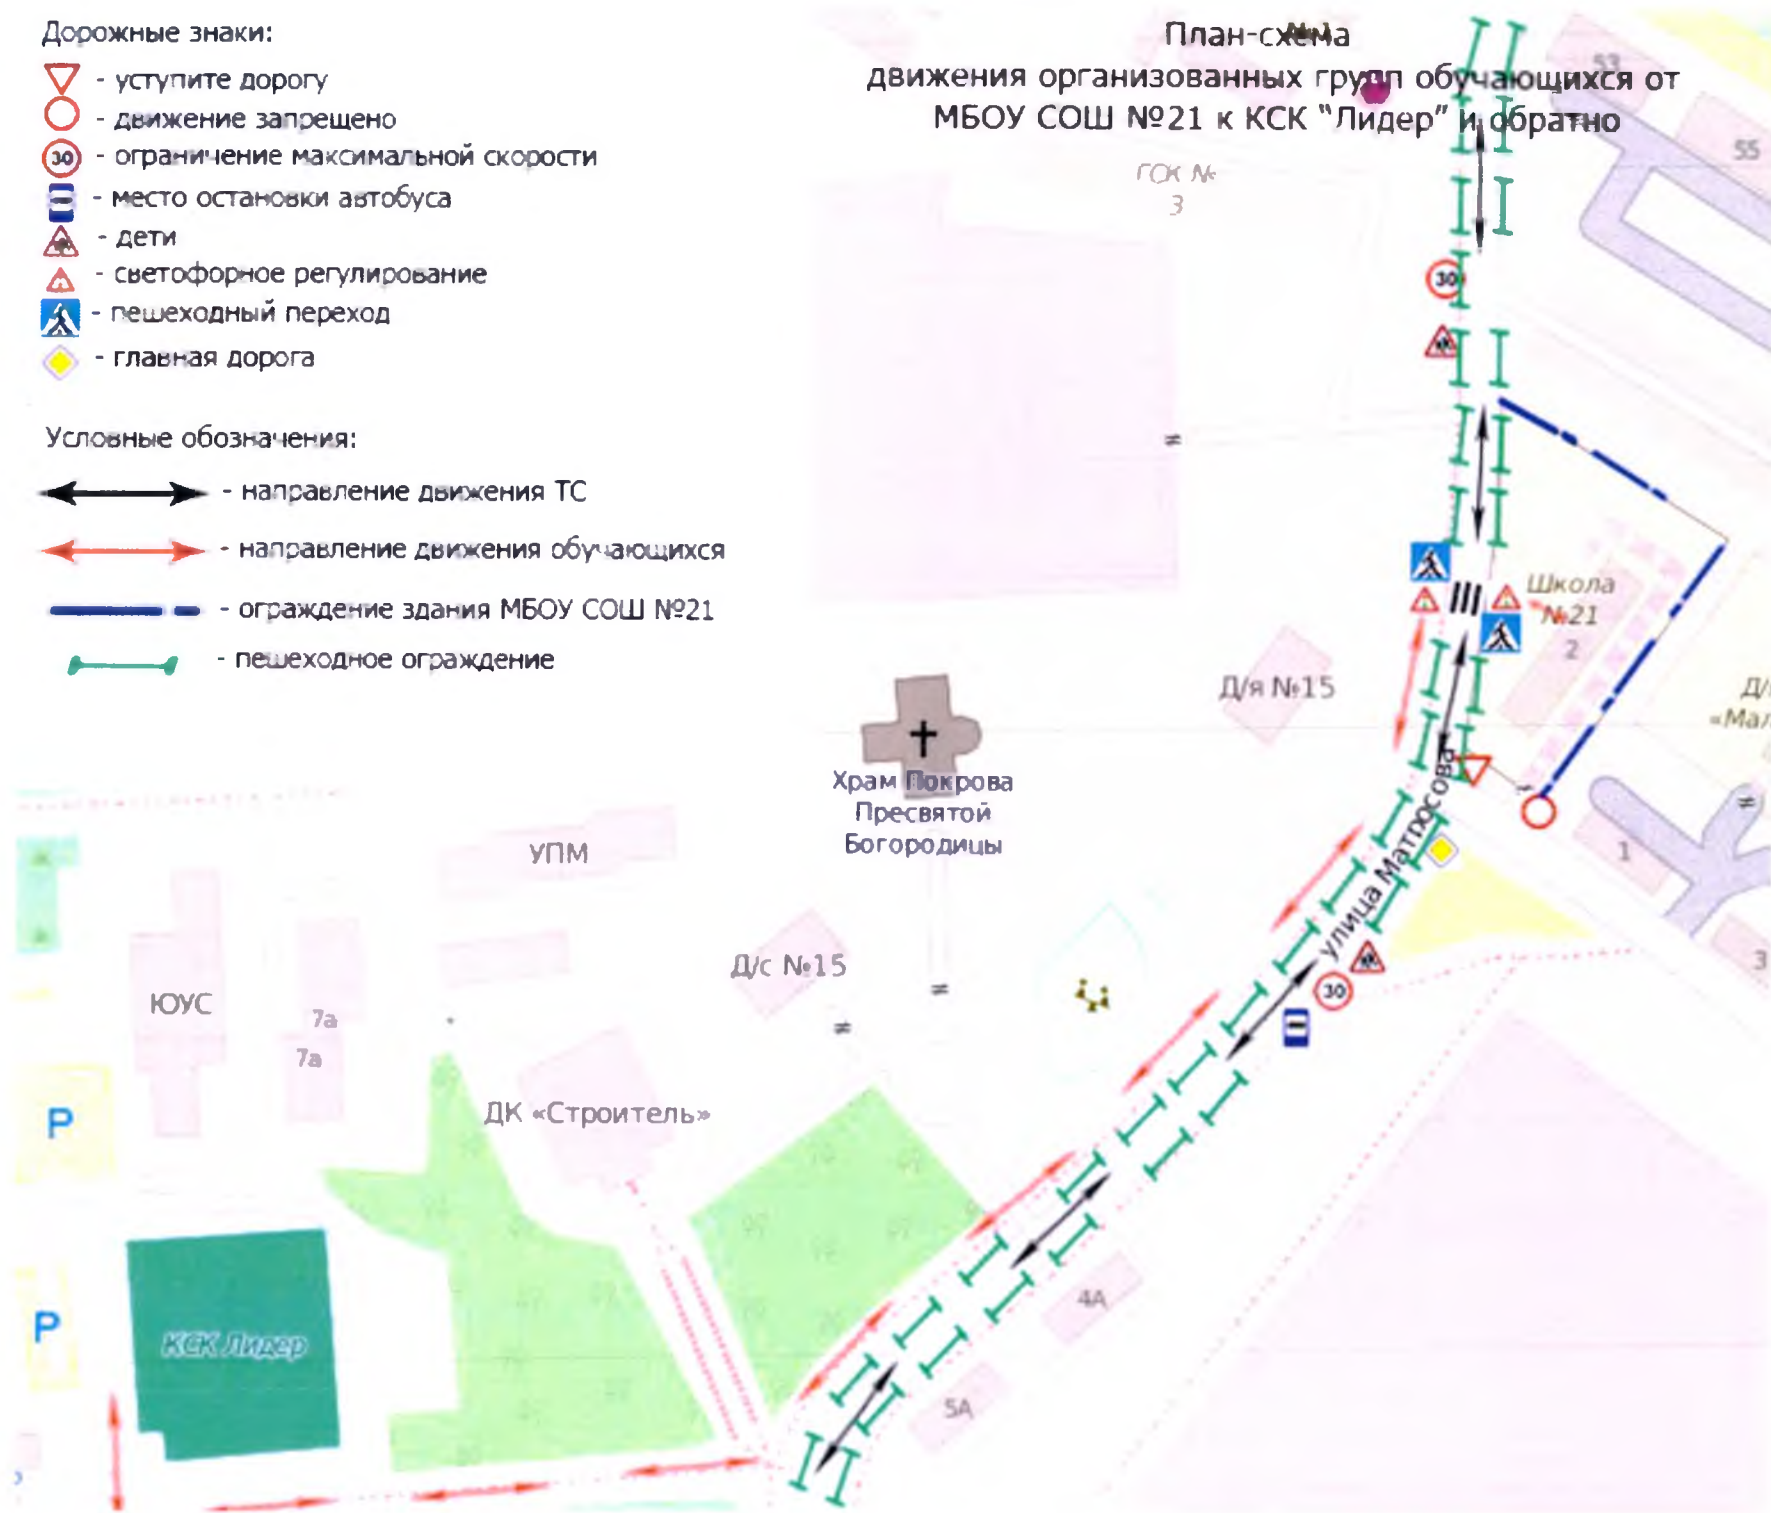 Дорожные знаки:
- уступите дорогу
- движение запрещено
30 - ограничение максимальной скорости
- место остановки автобуса
- дети
- светофорное регулирование
- пешеходный переход
- главная дорога
Условные обозначения:
- направление движения ТС
- направление движения обучающихся
- ограждение здания МБОУ СОШ №21
- пешеходное ограждение
План-схема
движения организованных групп обучающихся от
МБОУ СОШ №21 к КСК "Лидер" и обратно
53
55
ГСК №
3
30
Школа
№21
2
Д/я №15
«Мал
Храм Покрова
Пресвятой
Богородицы
улица Матросова
1
3
УПМ
Д/с №15
30
ЮУС
7а
7а
ДК «Строитель»
P
P
КСК Лидер
4А
5А